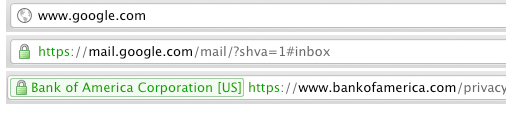 www.google.com
https://mail.google.com/mail/?shva=1#inbox
Bank of America Corporation [US] https://www.bankofamerica.com/privacy